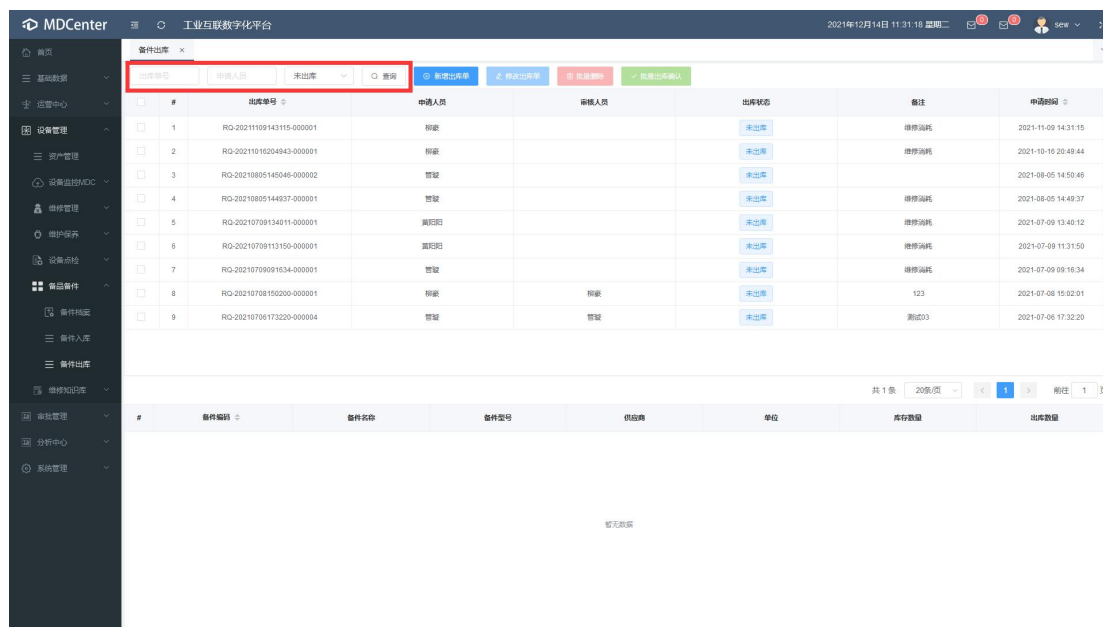 MDCenter 工业互联数字化平台 2021年12月14日 11:31:18 星期二 0 0 sew
首页
备件出库 ×
基础数据
出库单号 申请人员 未出库 查询 新增出库单 修改出库单 批量删除 批量出库确认
运营中心
# 出库单号 申请人员 审核人员 出库状态 备注 申请时间
设备管理
1 RQ-20211109143115-000001 柳豪 未出库 维修消耗 2021-11-09 14:31:15
资产管理
2 RQ-20211016204943-000001 柳豪 未出库 维修消耗 2021-10-16 20:49:44
设备监控MDC
3 RQ-20210805145046-000002 管璇 未出库 2021-08-05 14:50:46
维修管理
4 RQ-20210805144937-000001 管璇 未出库 维修消耗 2021-08-05 14:49:37
维护保养
5 RQ-20210709134011-000001 黄阳阳 未出库 维修消耗 2021-07-09 13:40:12
设备点检
6 RQ-20210709113150-000001 黄阳阳 未出库 维修消耗 2021-07-09 11:31:50
备品备件
7 RQ-20210709091634-000001 管璇 未出库 维修消耗 2021-07-09 09:16:34
备件档案
8 RQ-20210708150200-000001 柳豪 柳豪 未出库 123 2021-07-08 15:02:01
备件入库
9 RQ-20210706173220-000004 管璇 管璇 未出库 测试03 2021-07-06 17:32:20
备件出库
维修知识库
共 1 条 20条/页 < 1 > 前往 1
审批管理
# 备件编码 备件名称 备件型号 供应商 单位 库存数量 出库数量
分析中心
系统管理
暂无数据